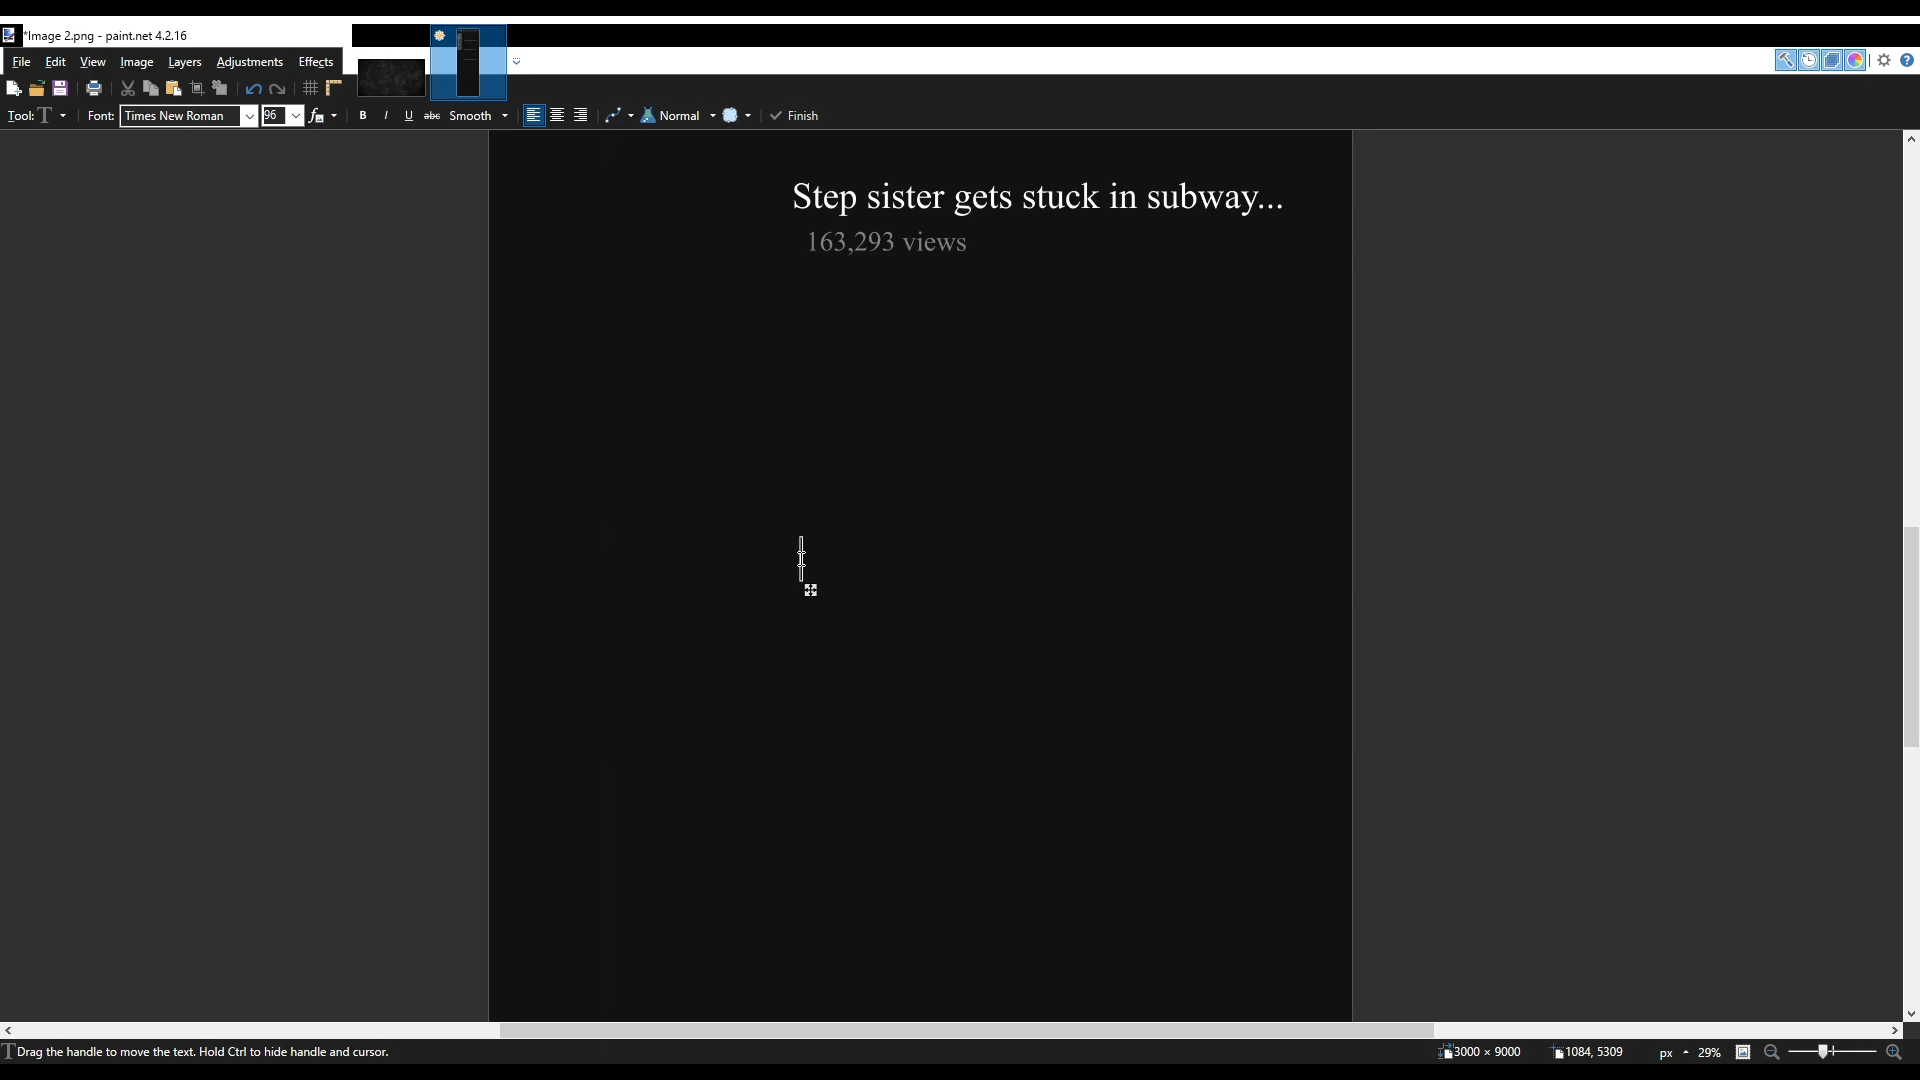 *Image 2.png - paint.net 4.2.16
File Edit View Image Layers Adjustments Effects
Tool: Font: Times New Roman 96 B I U abc Smooth Normal Finish
Step sister gets stuck in subway...
163,293 views
Drag the handle to move the text. Hold Ctrl to hide handle and cursor. 3000 × 9000 1084, 5309 px 29%